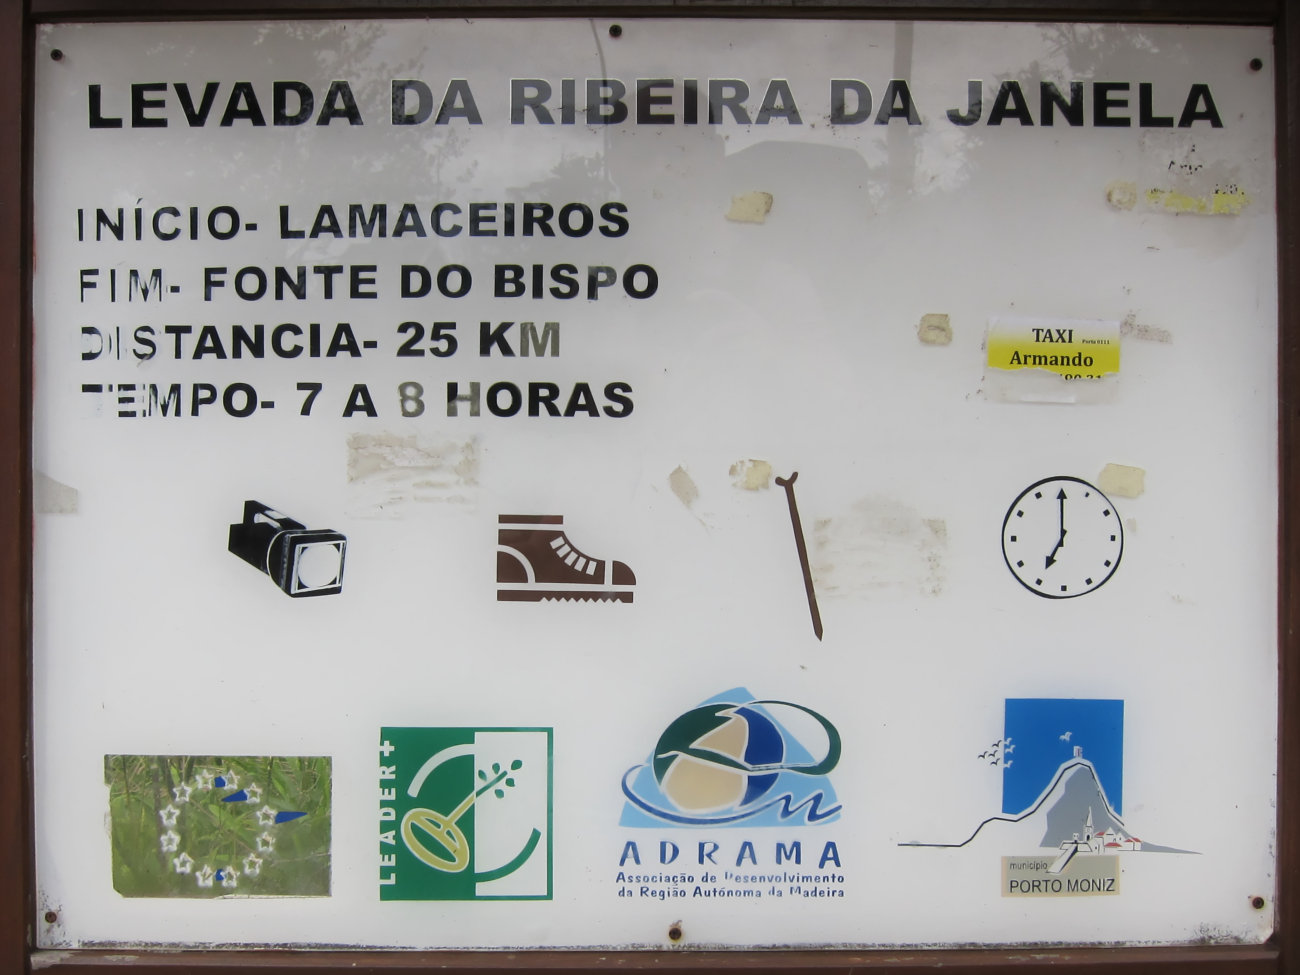 LEVADA DA RIBEIRA DA JANELA
INÍCIO- LAMACEIROS
FIM- FONTE DO BISPO
DISTANCIA- 25 KM
TEMPO- 7 A 8 HORAS
TAXI
Armando
LEADER+
ADRAMA
Associação de Desenvolvimento
da Região Autónoma da Madeira
município
PORTO MONIZ